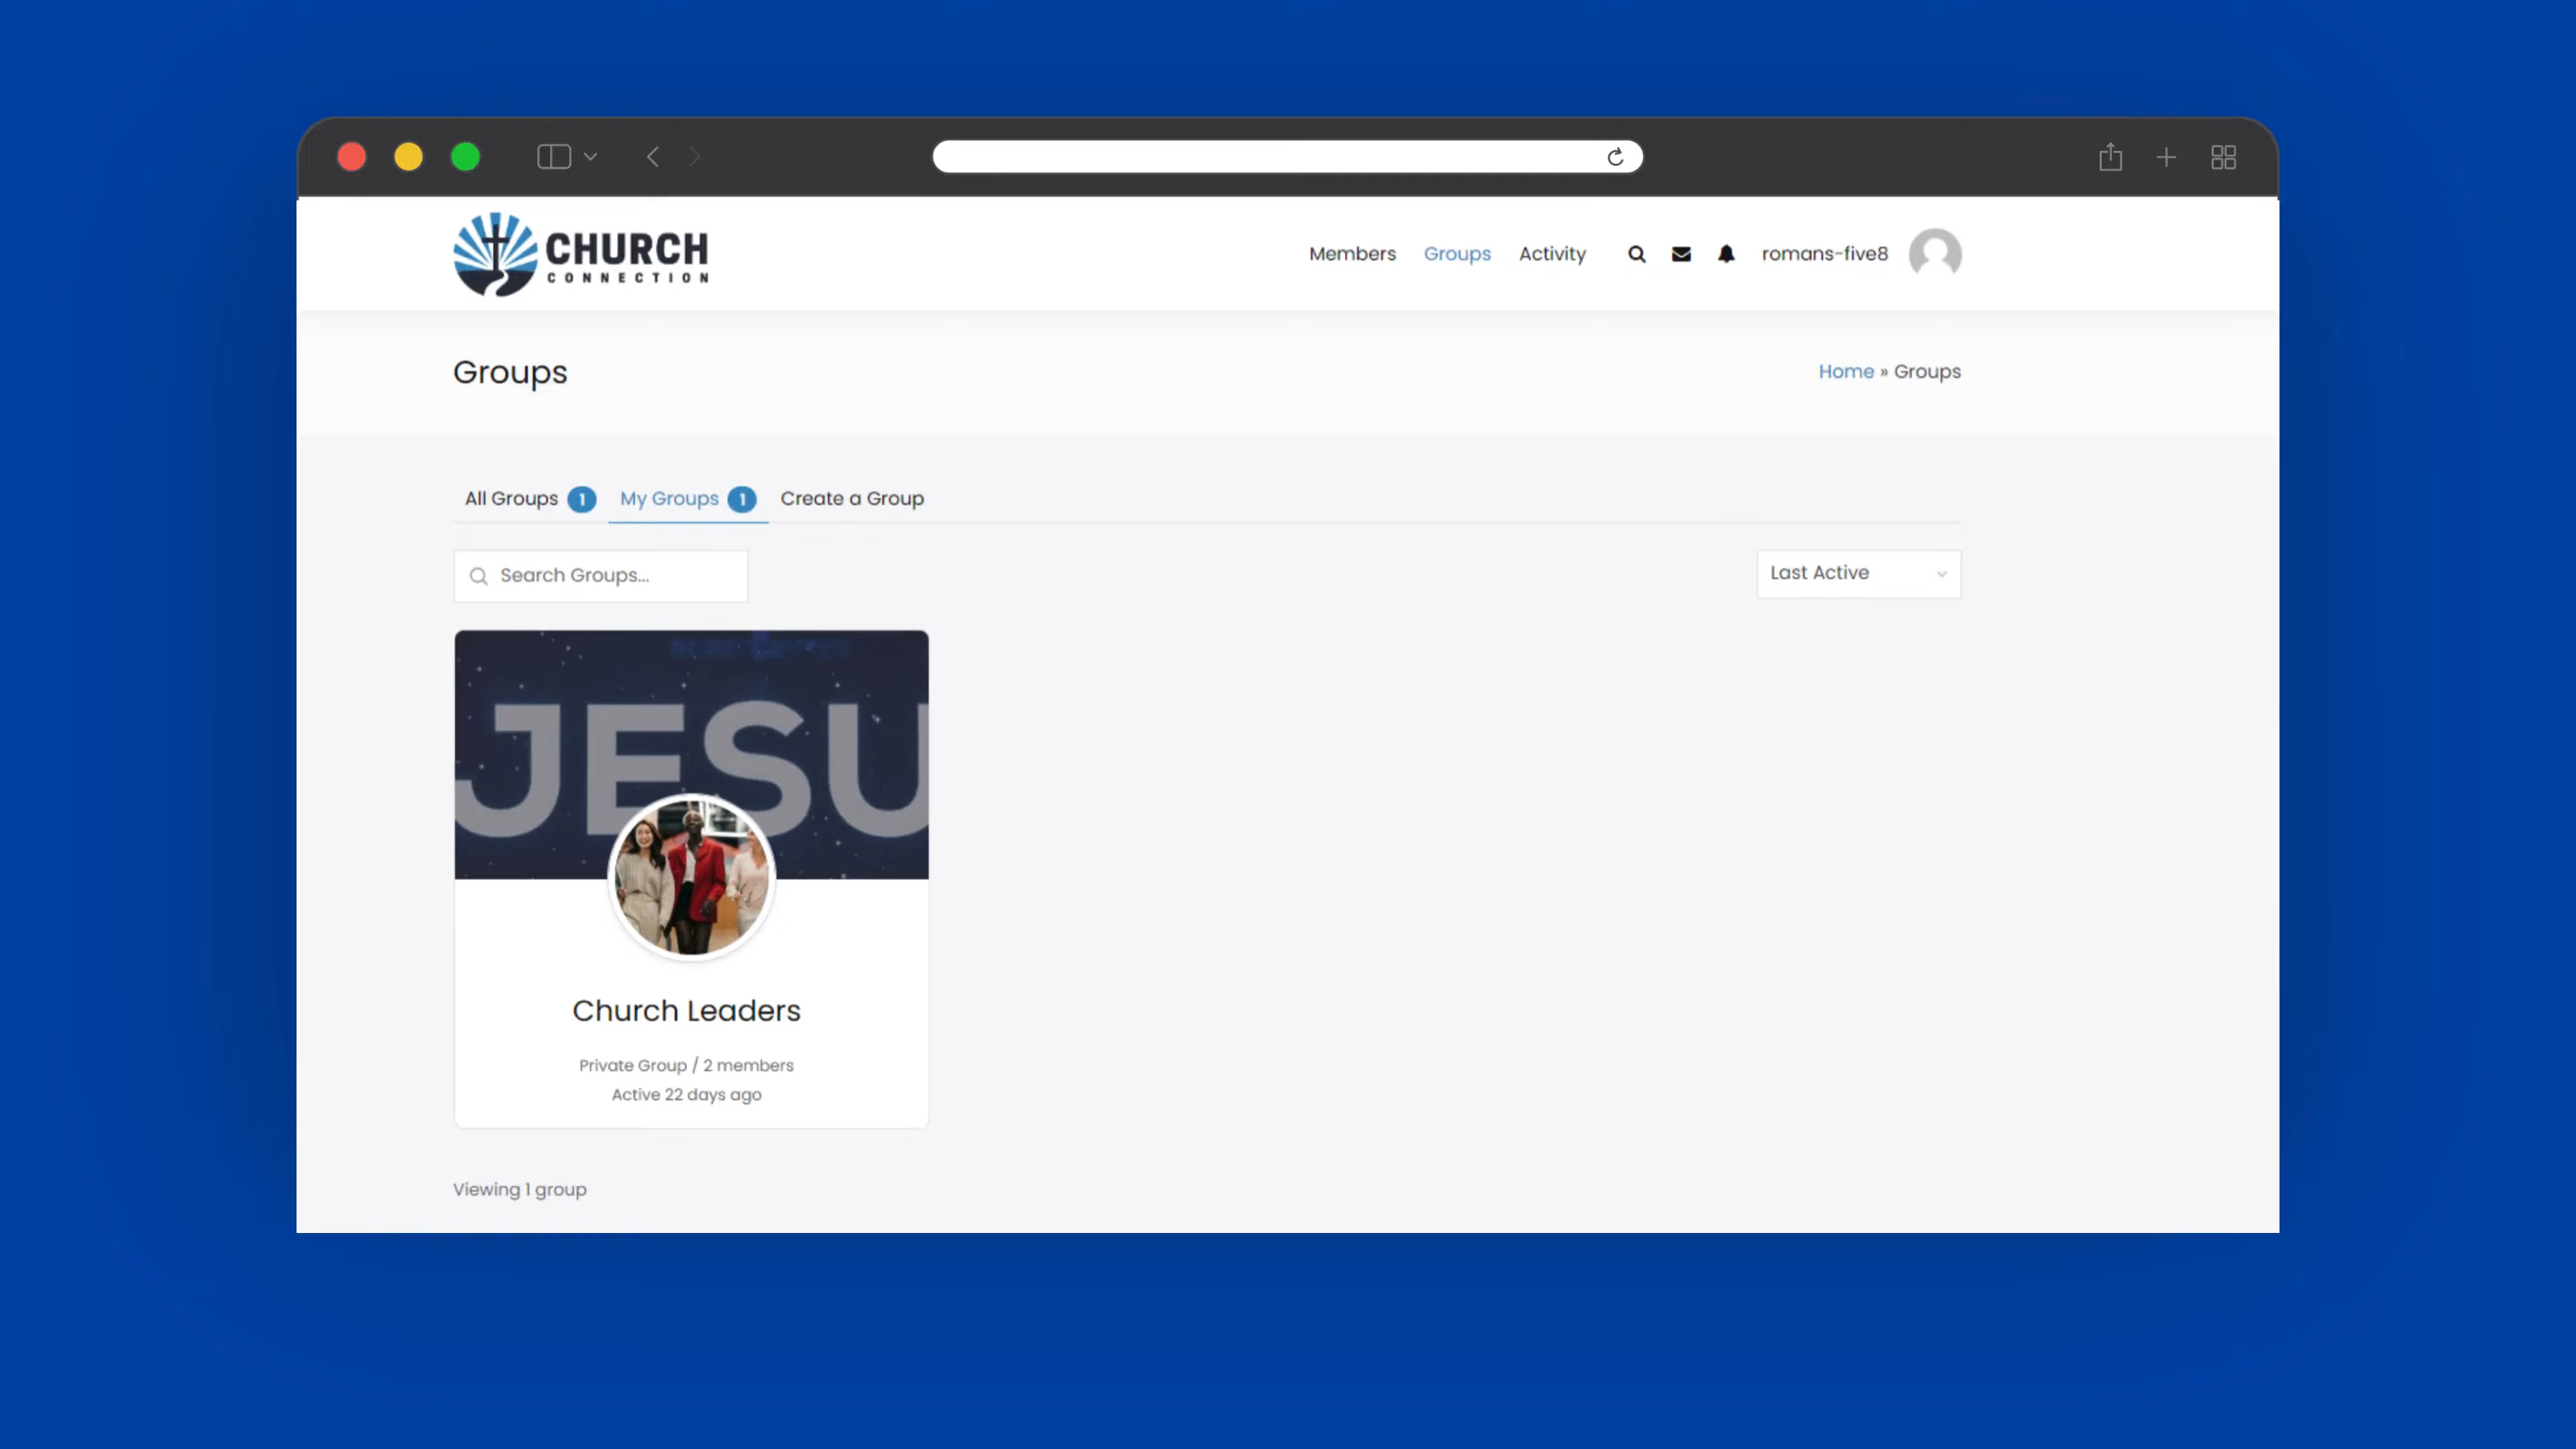 CHURCH
CONNECTION
Members Groups Activity romans-five8
Groups
Home » Groups
All Groups 1 My Groups 1 Create a Group
Search Groups...
Last Active
JESU
Church Leaders
Private Group / 2 members
Active 22 days ago
Viewing 1 group